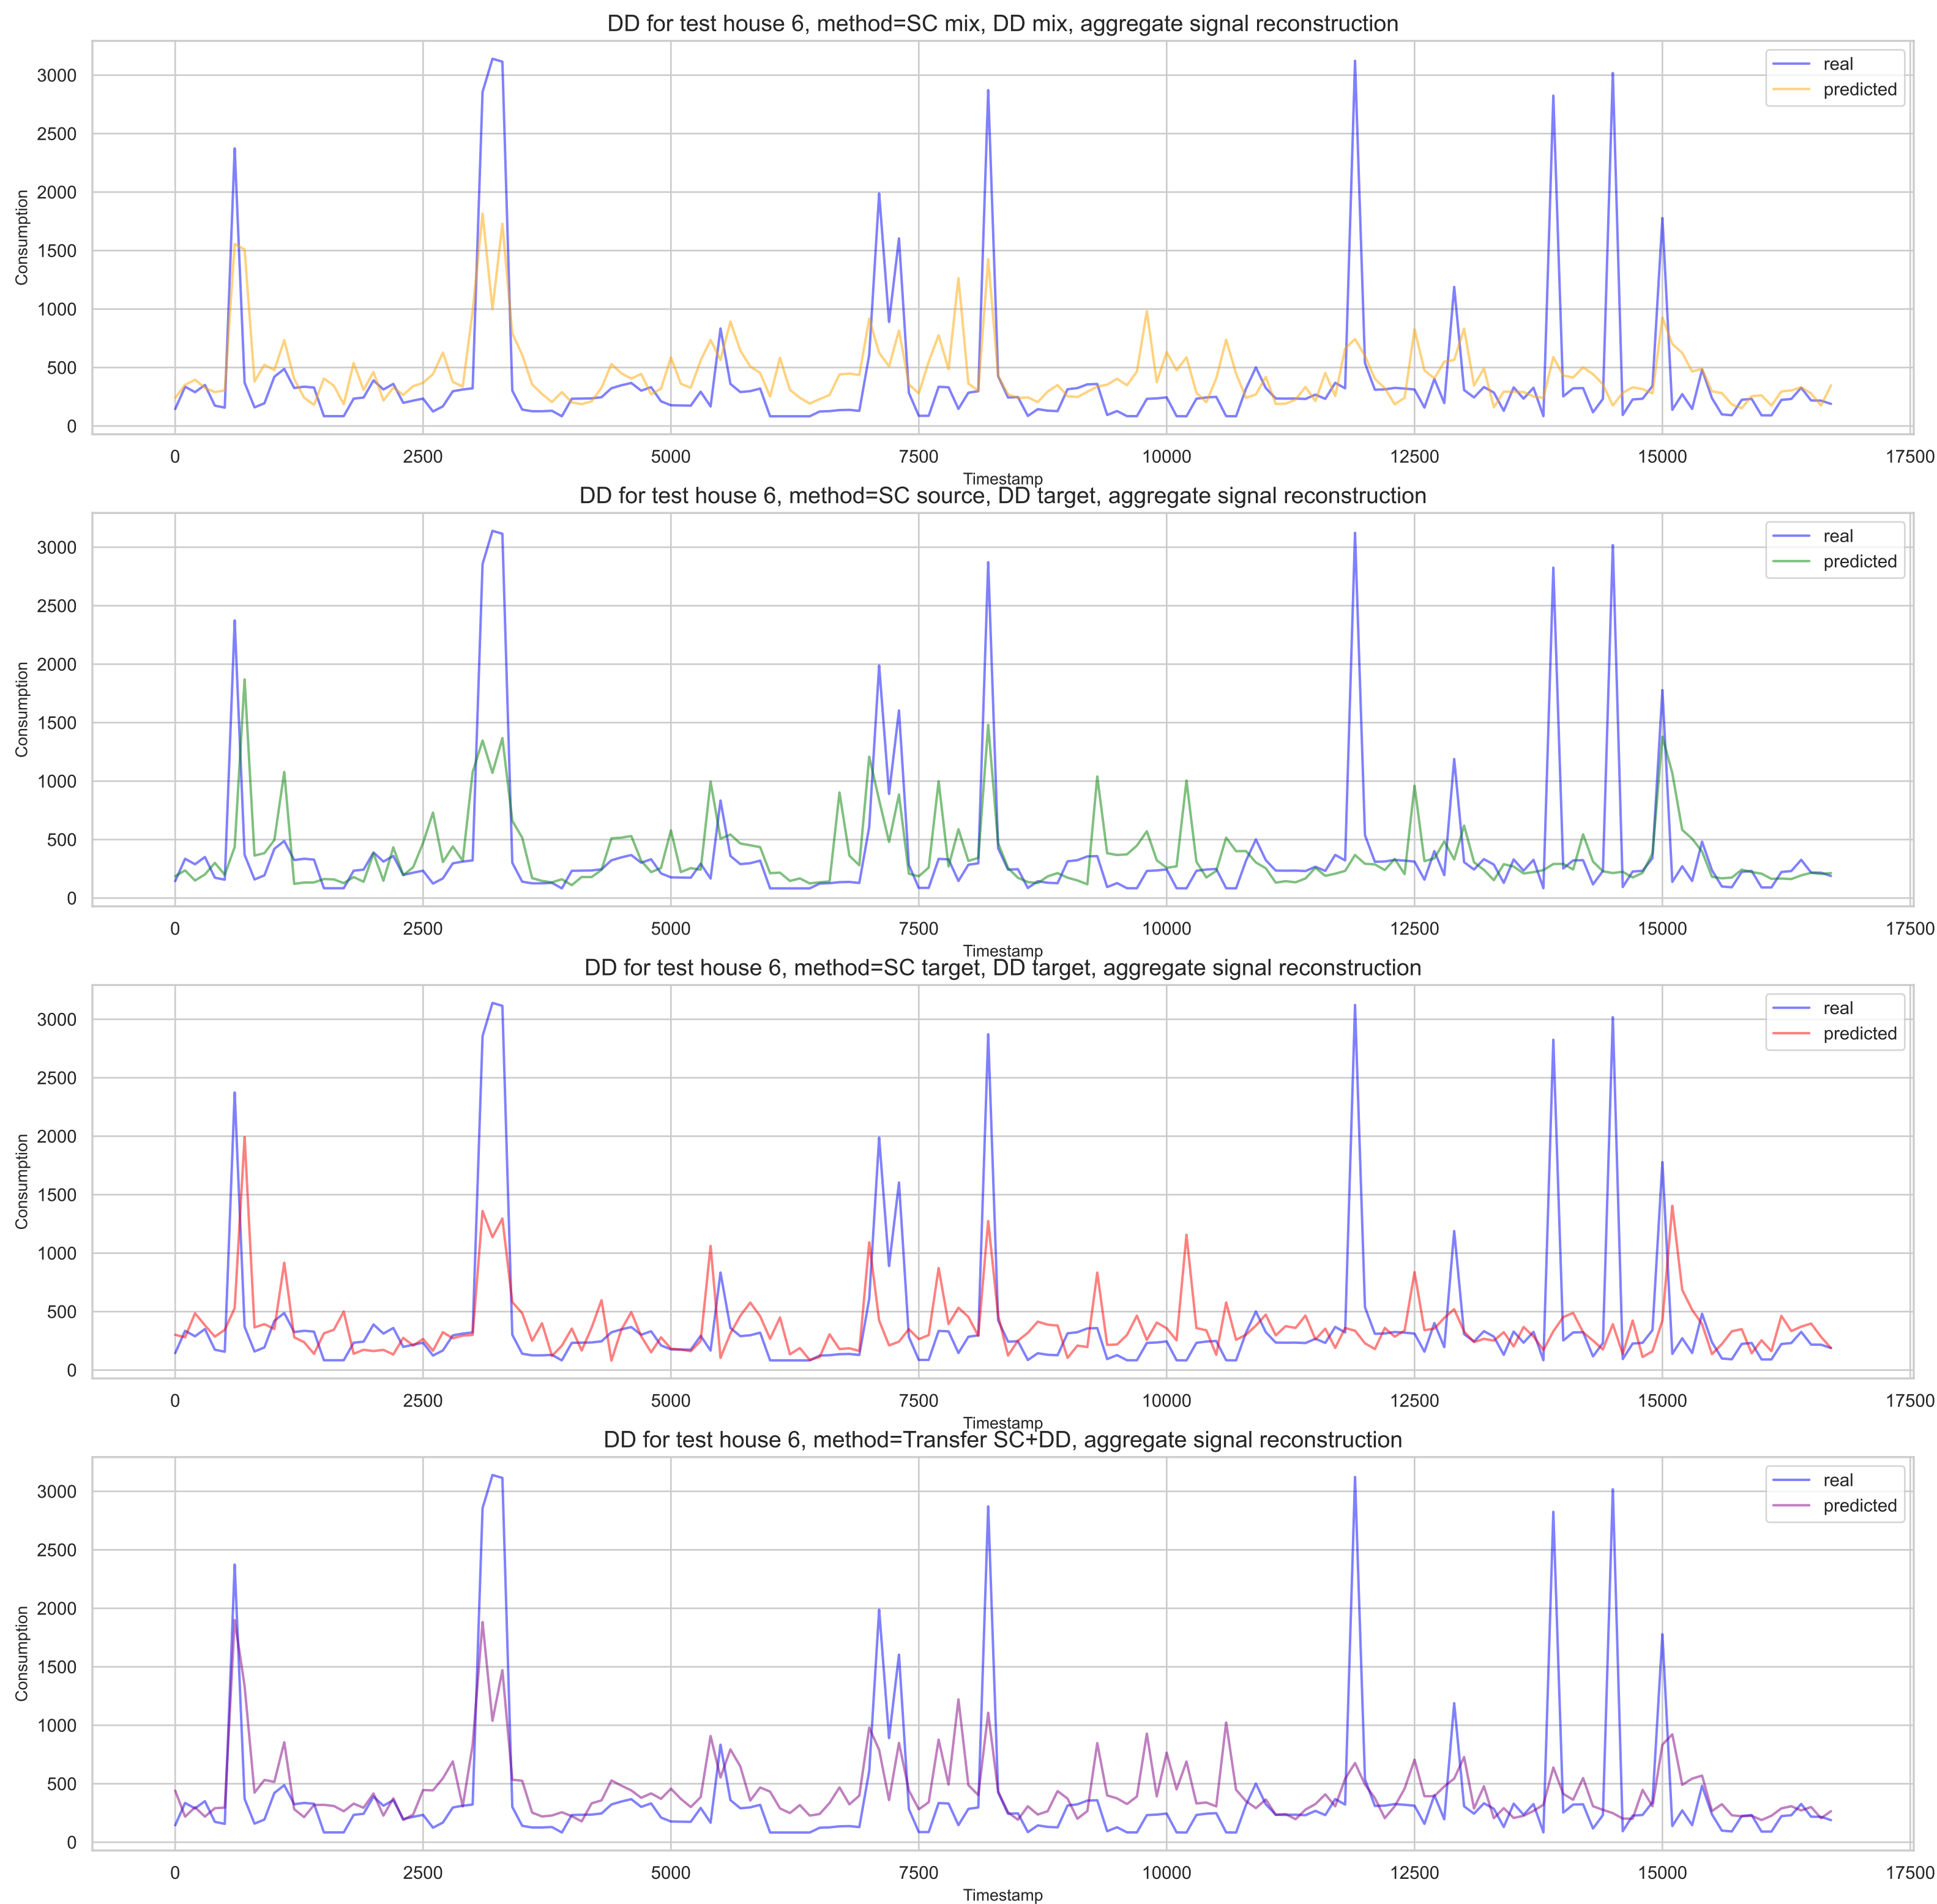 DD for test house 6, method=SC mix, DD mix, aggregate signal reconstruction
3000
2500
2000
1500
1000
500
0
Consumption
real
predicted
0 2500 5000 7500 10000 12500 15000 17500
Timestamp
DD for test house 6, method=SC source, DD target, aggregate signal reconstruction
3000
2500
2000
1500
1000
500
0
Consumption
real
predicted
0 2500 5000 7500 10000 12500 15000 17500
Timestamp
DD for test house 6, method=SC target, DD target, aggregate signal reconstruction
3000
2500
2000
1500
1000
500
0
Consumption
real
predicted
0 2500 5000 7500 10000 12500 15000 17500
Timestamp
DD for test house 6, method=Transfer SC+DD, aggregate signal reconstruction
3000
2500
2000
1500
1000
500
0
Consumption
real
predicted
0 2500 5000 7500 10000 12500 15000 17500
Timestamp